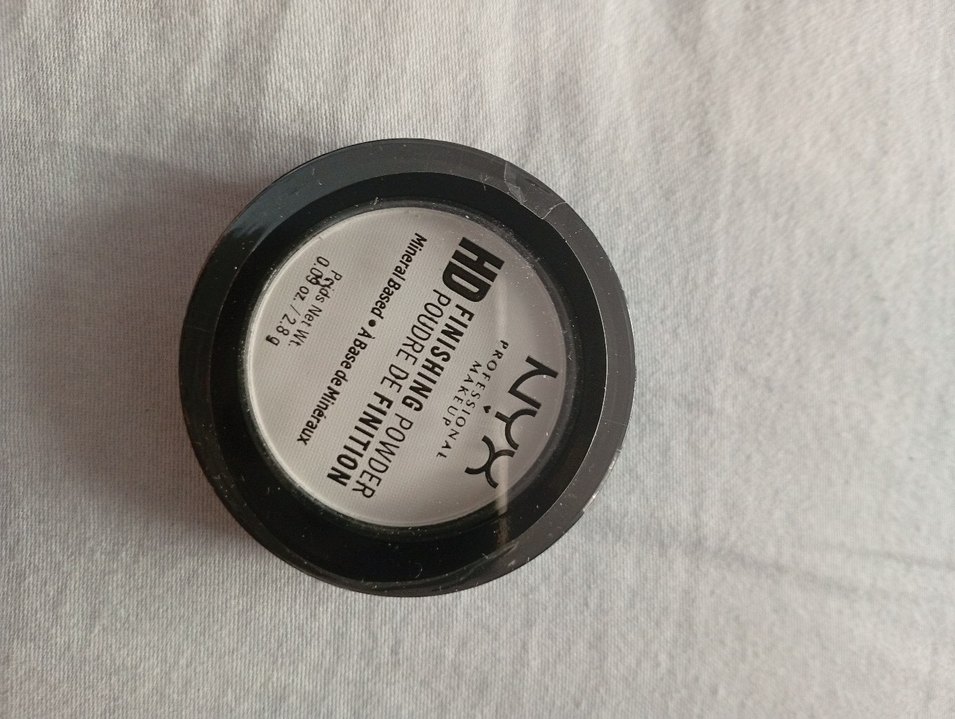 NYX
PROFESSIONAL
MAKEUP
HD FINISHING POWDER
POUDRE DE FINITION
Mineral Based • À Base de Minéraux
Poids Net Wt.
0.09 oz. / 2.8 g